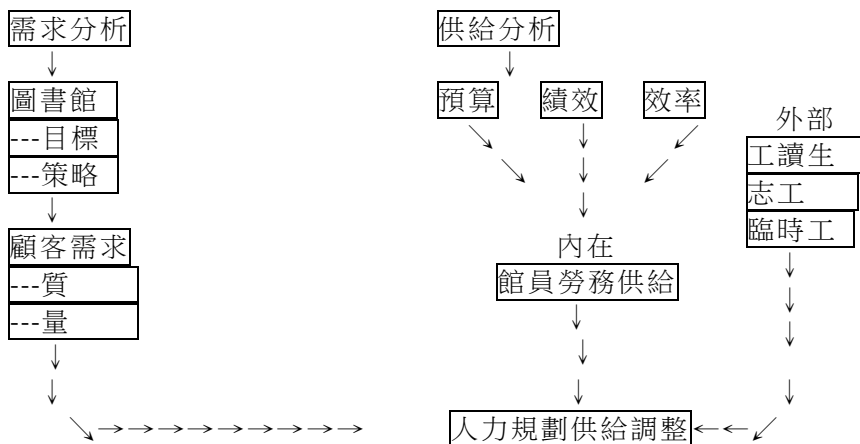 需求分析
供給分析
圖書館
---目標
---策略
預算
績效
效率
外部
工讀生
志工
臨時工
顧客需求
---質
---量
內在
館員勞務供給
人力規劃供給調整